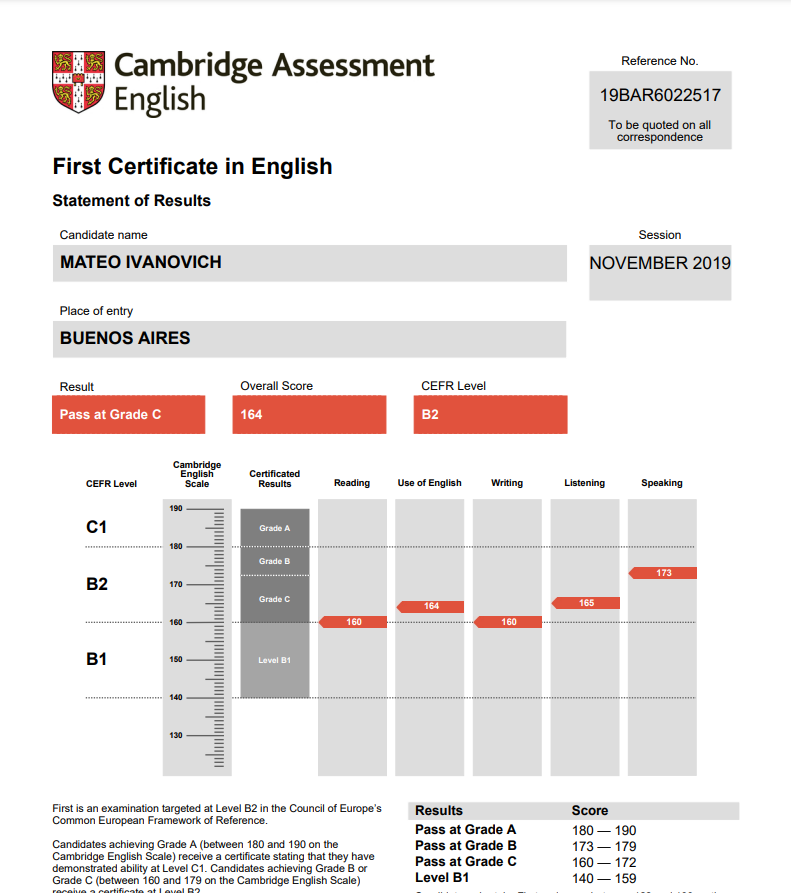 Cambridge Assessment
English
Reference No.
19BAR6022517
To be quoted on all
correspondence
First Certificate in English
Statement of Results
Candidate name
Session
MATEO IVANOVICH
NOVEMBER 2019
Place of entry
BUENOS AIRES
Result
Overall Score
CEFR Level
Pass at Grade C
164
B2
CEFR Level
Cambridge
English
Scale
Certificated
Results
Reading
Use of English
Writing
Listening
Speaking
190
C1
Grade A
180
Grade B
173
B2
170
Grade C
165
164
160
160
160
B1
150
Level B1
140
130
First is an examination targeted at Level B2 in the Council of Europe's
Common European Framework of Reference.
Candidates achieving Grade A (between 180 and 190 on the
Cambridge English Scale) receive a certificate stating that they have
demonstrated ability at Level C1. Candidates achieving Grade B or
Grade C (between 160 and 179 on the Cambridge English Scale)
receive a certificate at Level B2.
Results Score
Pass at Grade A 180 — 190
Pass at Grade B 173 — 179
Pass at Grade C 160 — 172
Level B1 140 — 159